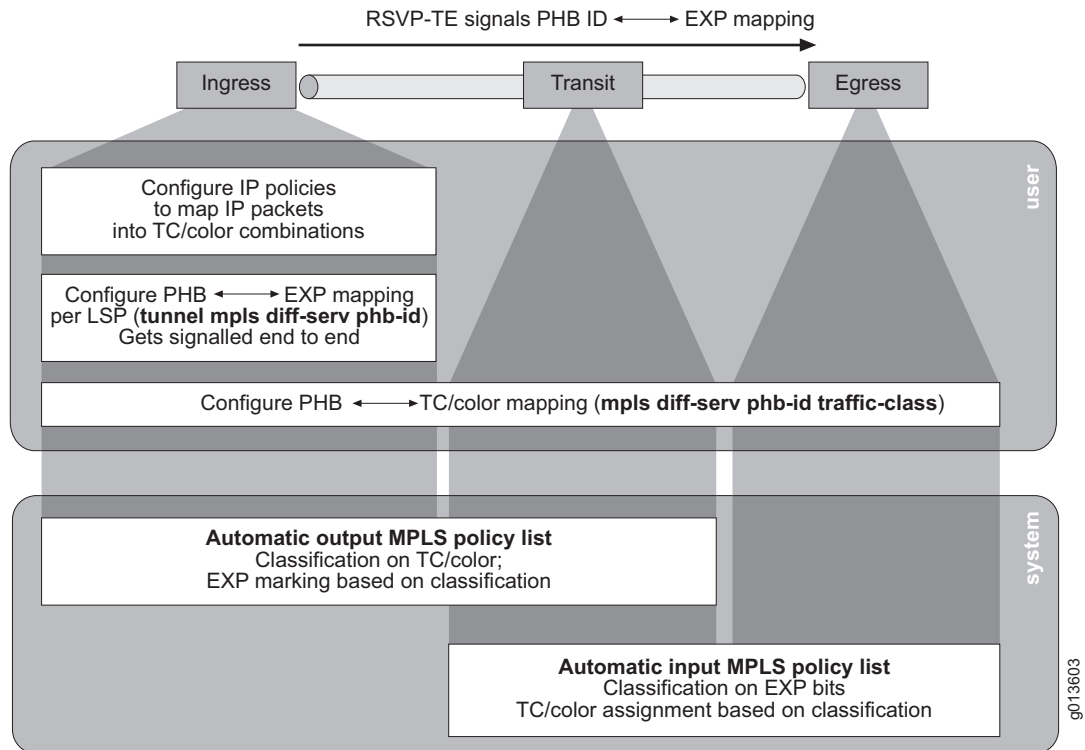 RSVP-TE signals PHB ID ←→ EXP mapping
Ingress
Transit
Egress
user
Configure IP policies
to map IP packets
into TC/color combinations
Configure PHB ←→ EXP mapping
per LSP (tunnel mpls diff-serv phb-id)
Gets signalled end to end
Configure PHB ←→ TC/color mapping (mpls diff-serv phb-id traffic-class)
system
Automatic output MPLS policy list
Classification on TC/color;
EXP marking based on classification
Automatic input MPLS policy list
Classification on EXP bits
TC/color assignment based on classification
g013603